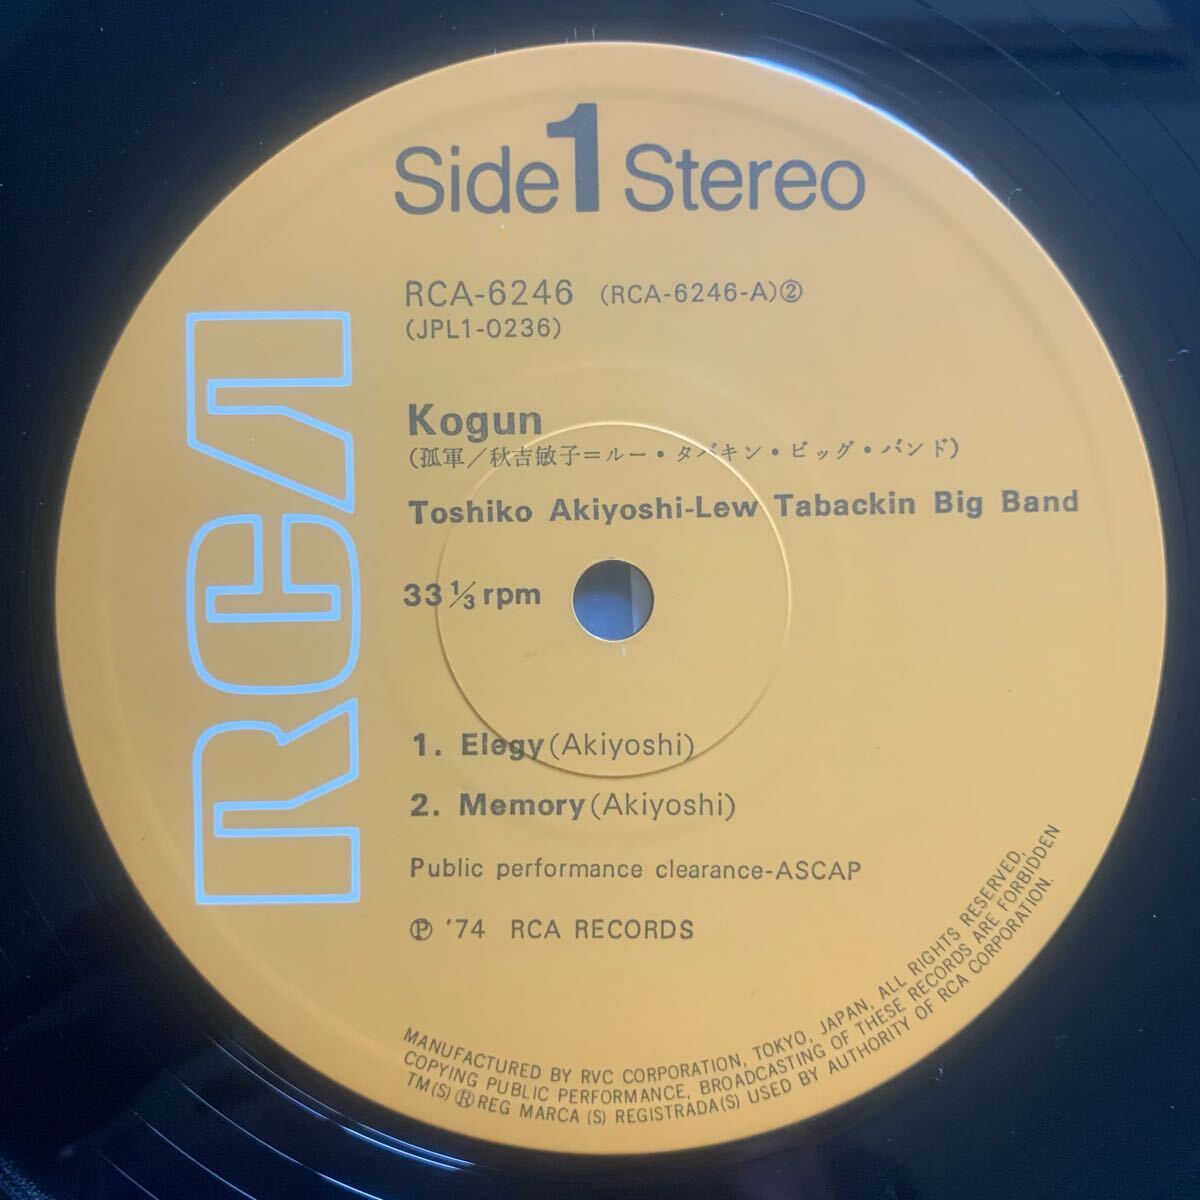 Side 1 Stereo
RCA-6246 (RCA-6246-A)②
(JPL1-0236)
RCA
Kogun
(孤軍／秋吉敏子＝ルー・タバキン・ビッグ・バンド)
Toshiko Akiyoshi-Lew Tabackin Big Band
33 1/3 rpm
1. Elegy(Akiyoshi)
2. Memory(Akiyoshi)
Public performance clearance-ASCAP
Ⓟ '74 RCA RECORDS
MANUFACTURED BY RVC CORPORATION, TOKYO, JAPAN, ALL RIGHTS RESERVED,
COPYING PUBLIC PERFORMANCE, BROADCASTING OF THESE RECORDS ARE FORBIDDEN
TM(S) ® REG MARCA (S) REGISTRADA(S) USED BY AUTHORITY OF RCA CORPORATION.